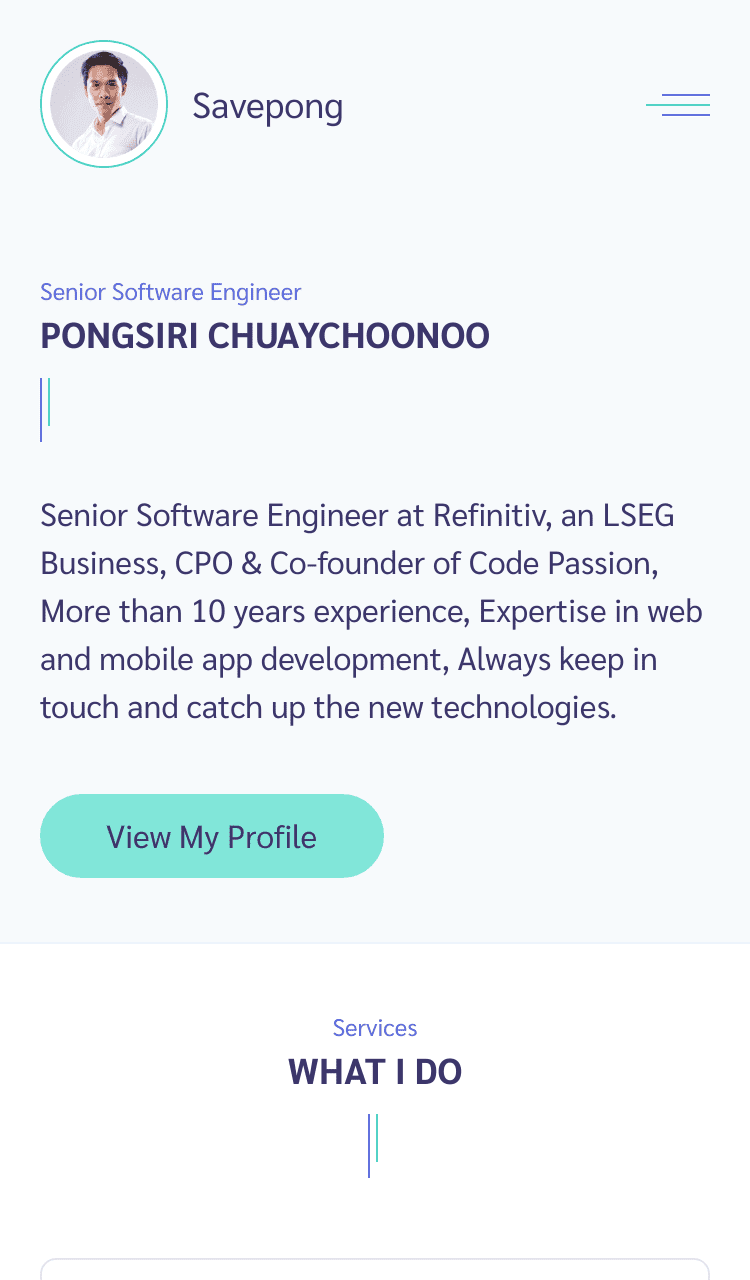 Savepong
Senior Software Engineer
PONGSIRI CHUAYCHOONOO
Senior Software Engineer at Refinitiv, an LSEG
Business, CPO & Co-founder of Code Passion,
More than 10 years experience, Expertise in web
and mobile app development, Always keep in
touch and catch up the new technologies.
View My Profile
Services
WHAT I DO